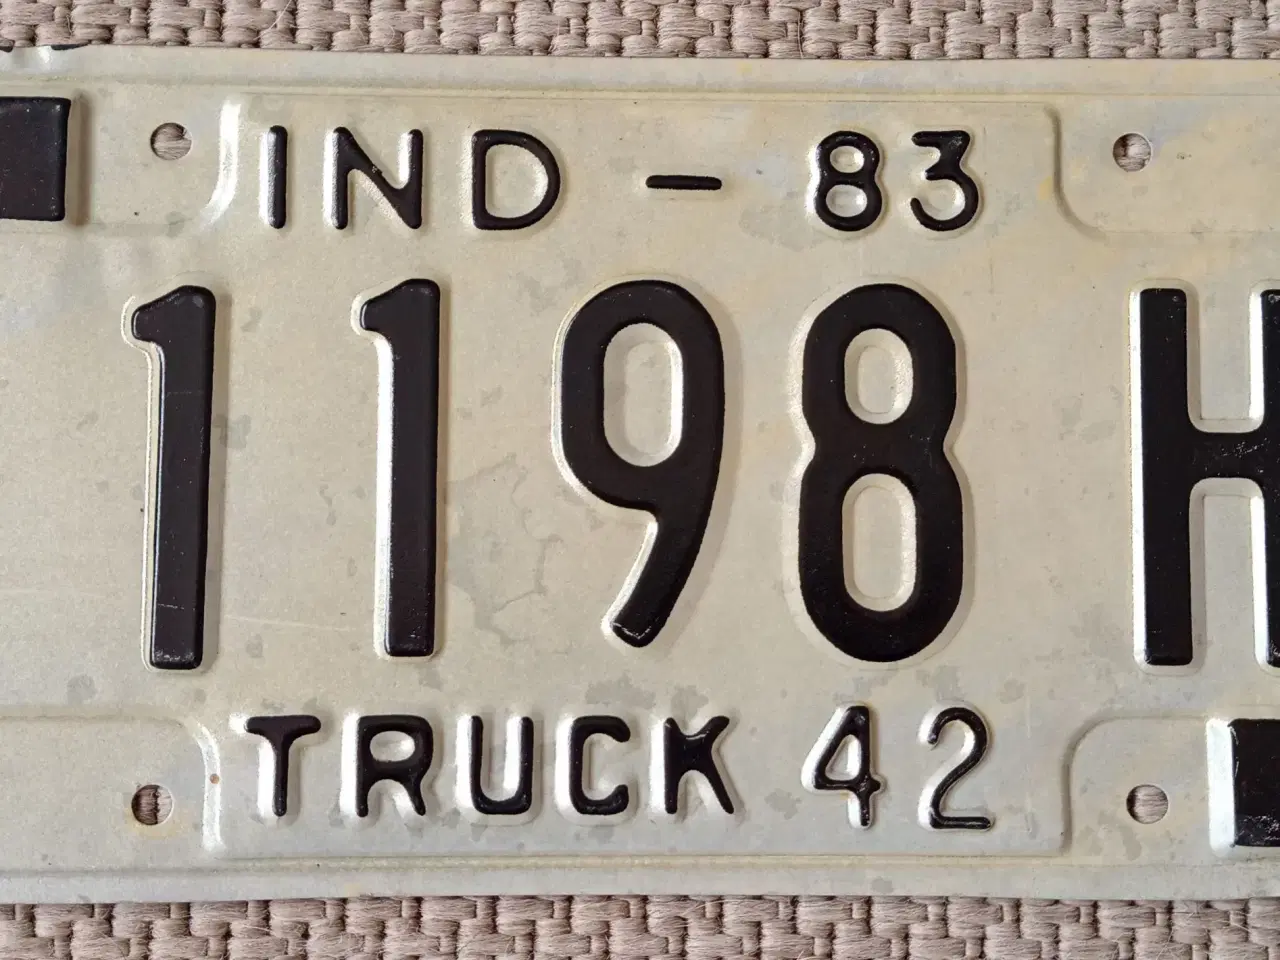 IND - 83
1198 H
TRUCK 42